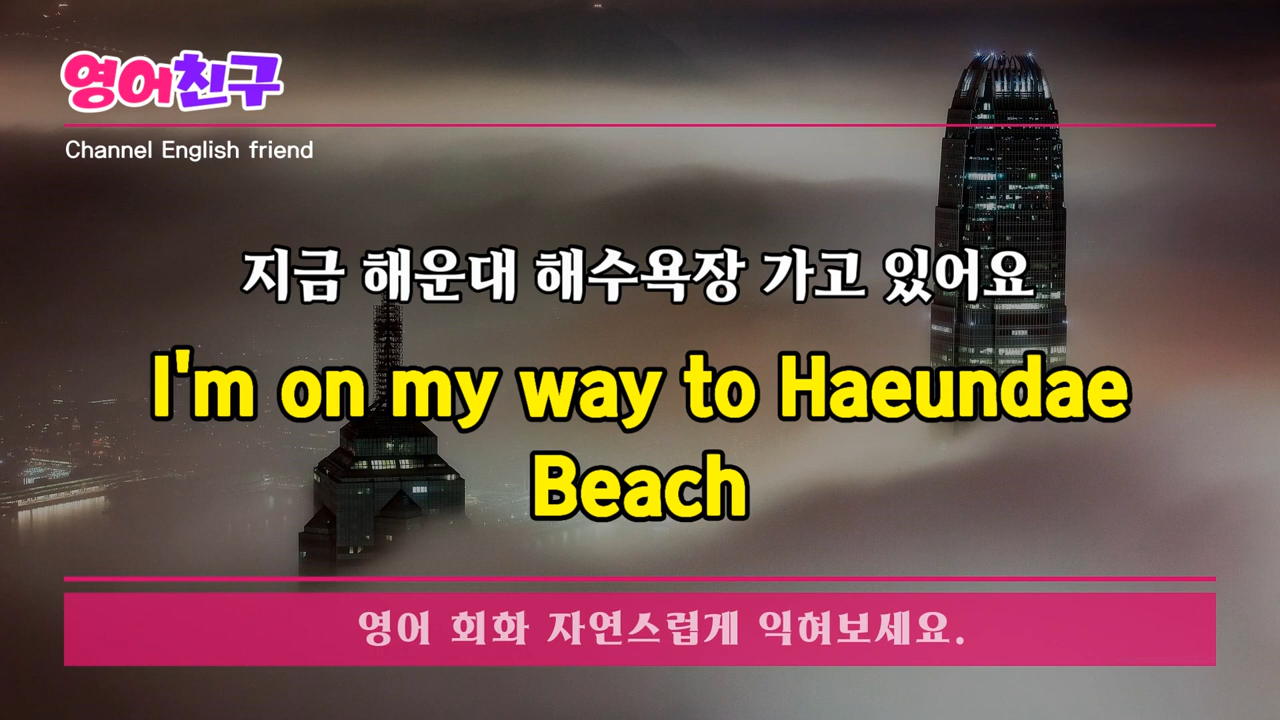 영어친구
Channel English friend
지금 해운대 해수욕장 가고 있어요
I'm on my way to Haeundae
Beach
영어 회화 자연스럽게 익혀보세요.